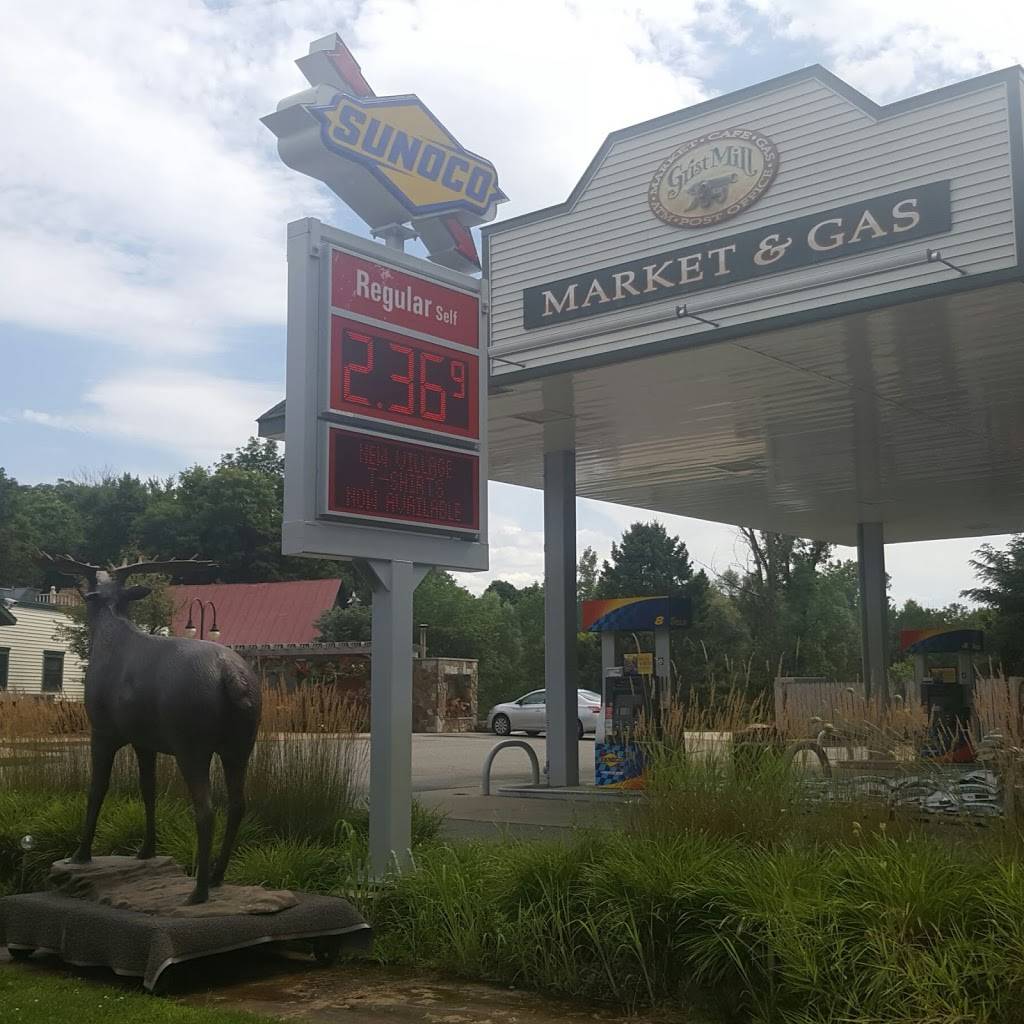 SUNOCO
Regular Self
2.36 9
NEW VILLAGE
T-SHIRTS
NOW AVAILABLE
MARKET • CAFE • GAS
Grist Mill
POST OFFICE
MARKET & GAS
8